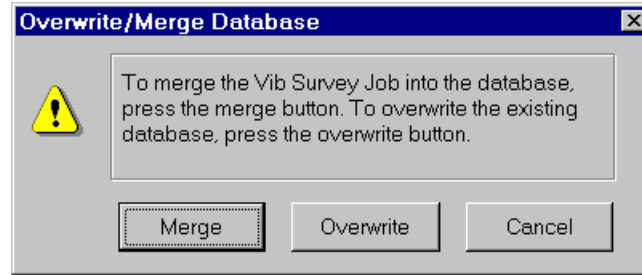 Overwrite/Merge Database
To merge the Vib Survey Job into the database,
press the merge button. To overwrite the existing
database, press the overwrite button.
Merge Overwrite Cancel